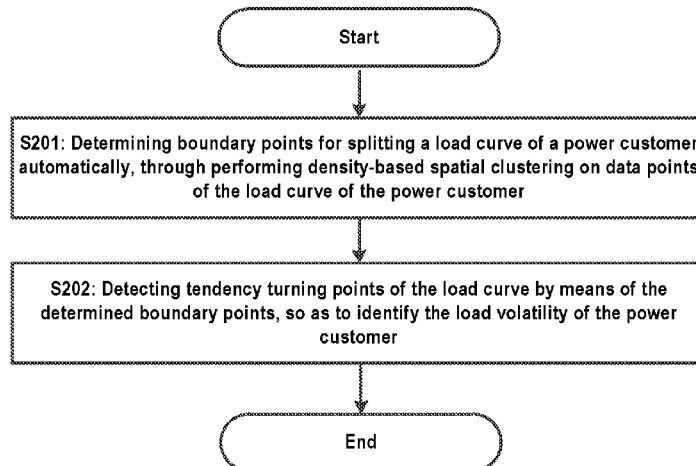 Start
S201: Determining boundary points for splitting a load curve of a power customer
automatically, through performing density-based spatial clustering on data points
of the load curve of the power customer
S202: Detecting tendency turning points of the load curve by means of the
determined boundary points, so as to identify the load volatility of the power
customer
End